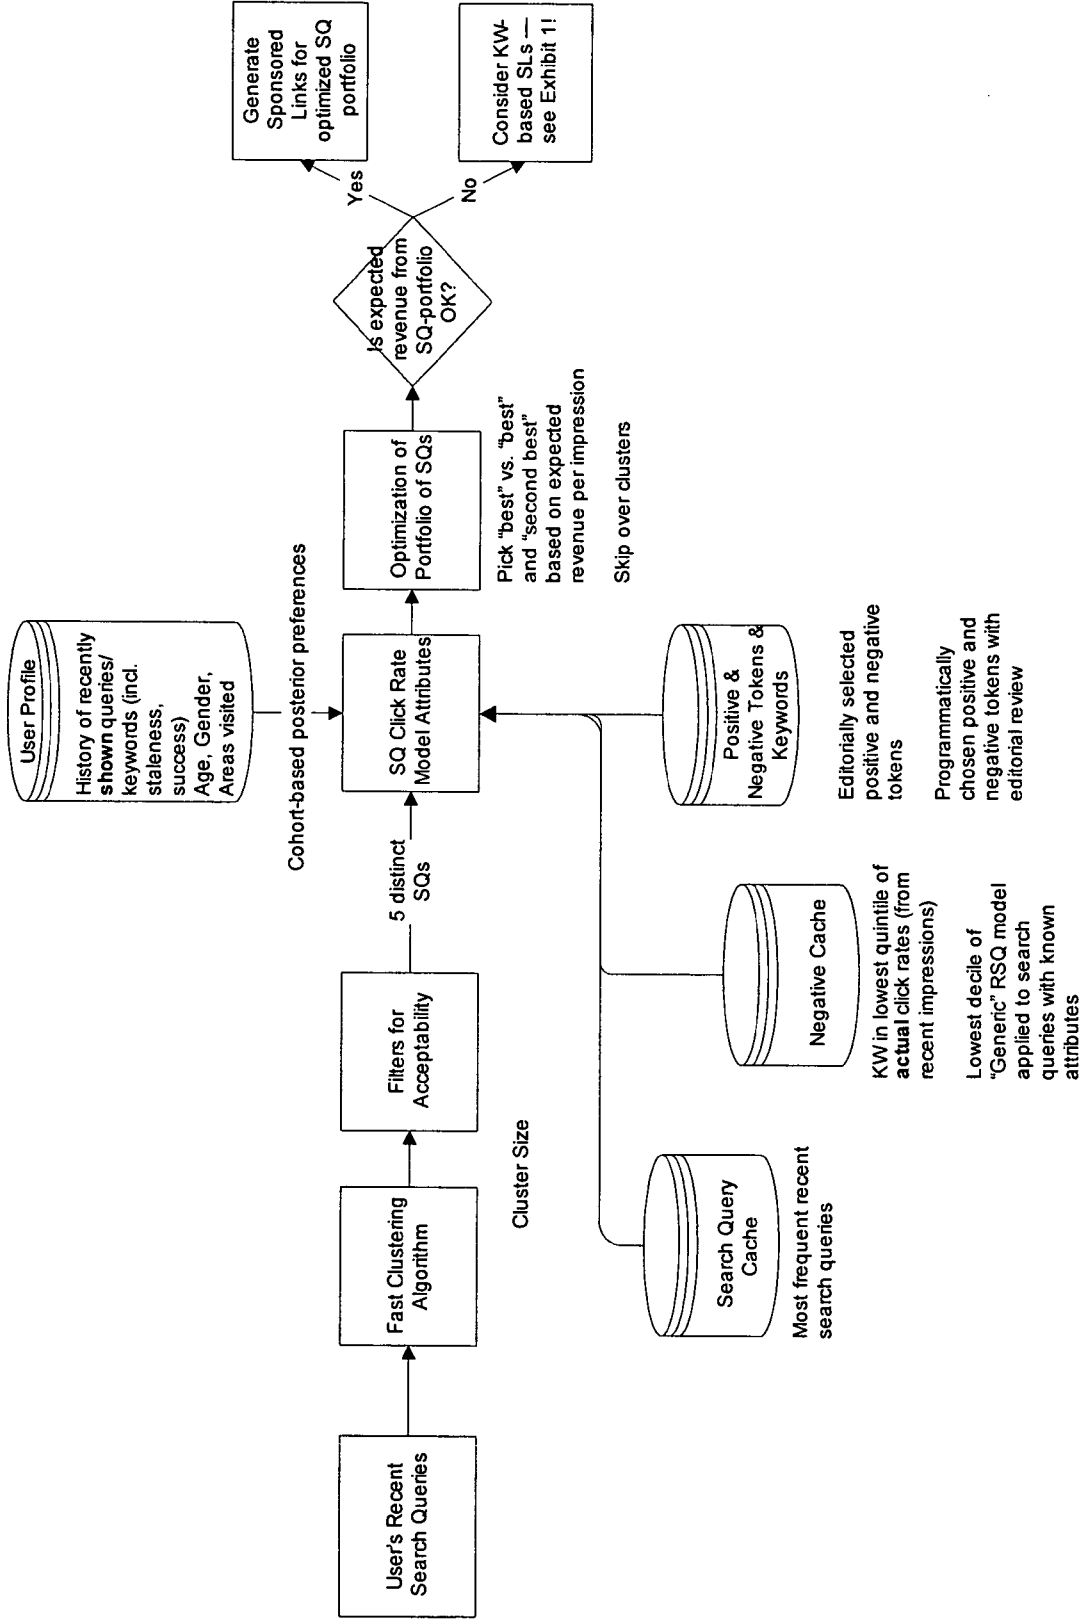 User's Recent
Search Queries
Fast Clustering
Algorithm
Cluster Size
Filters for
Acceptability
5 distinct
SQs
User Profile
History of recently
shown queries/
keywords (incl.
staleness,
success)
Age, Gender,
Areas visited
Cohort-based posterior preferences
SQ Click Rate
Model Attributes
Optimization of
Portfolio of SQs
Pick "best" vs. "best"
and "second best"
based on expected
revenue per impression
Skip over clusters
Is expected
revenue from
SQ-portfolio
OK?
Yes
No
Generate
Sponsored
Links for
optimized SQ
portfolio
Consider KW-
based SLs —
see Exhibit 1!
Search Query
Cache
Most frequent recent
search queries
Negative Cache
KW in lowest quintile of
actual click rates (from
recent impressions)
Lowest decile of
"Generic" RSQ model
applied to search
queries with known
attributes
Positive &
Negative Tokens &
Keywords
Editorially selected
positive and negative
tokens
Programmatically
chosen positive and
negative tokens with
editorial review